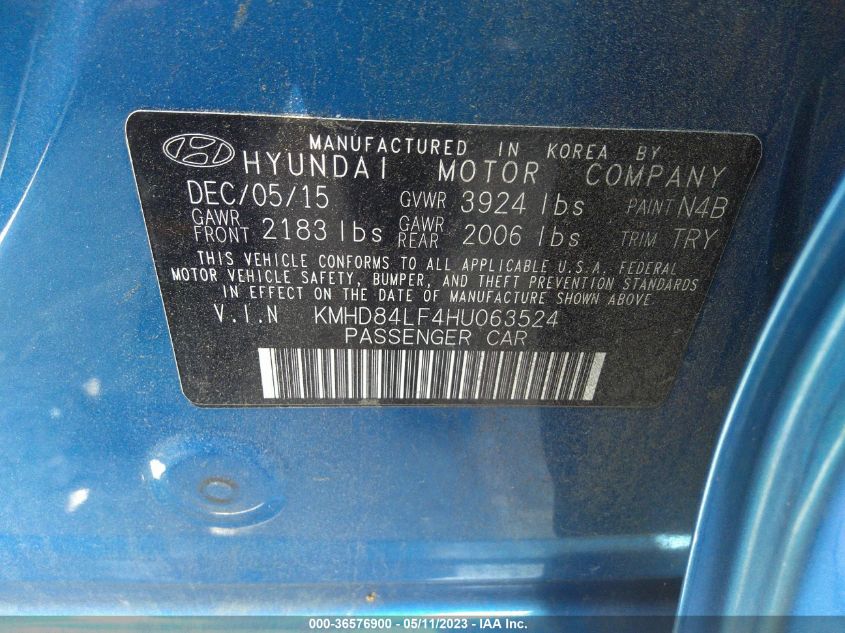 MANUFACTURED IN KOREA BY
HYUNDAI MOTOR COMPANY
DEC/05/15 GVWR 3924 lbs PAINT N4B
GAWR FRONT 2183 lbs GAWR REAR 2006 lbs TRIM TRY
THIS VEHICLE CONFORMS TO ALL APPLICABLE U.S.A. FEDERAL
MOTOR VEHICLE SAFETY, BUMPER, AND THEFT PREVENTION STANDARDS
IN EFFECT ON THE DATE OF MANUFACTURE SHOWN ABOVE
V.I.N KMHD84LF4HU063524
PASSENGER CAR
000-36576900 - 05/11/2023 - IAA Inc.